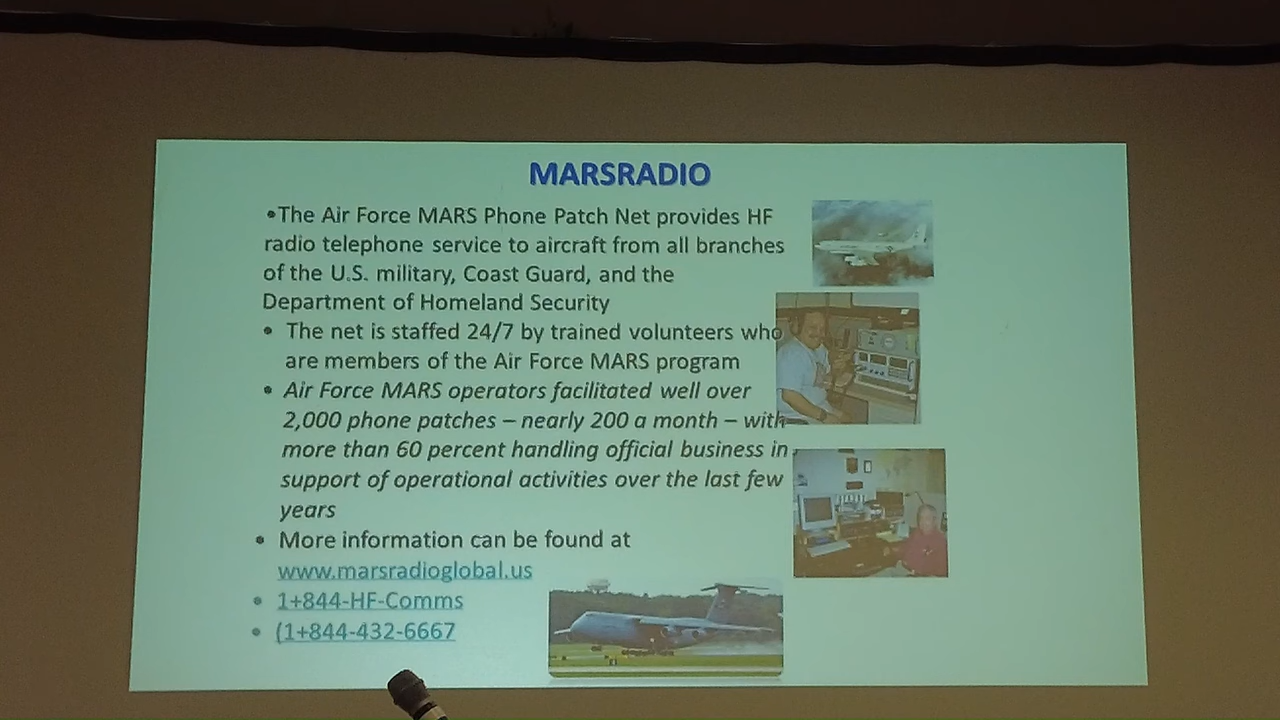 MARSRADIO
•The Air Force MARS Phone Patch Net provides HF
radio telephone service to aircraft from all branches
of the U.S. military, Coast Guard, and the
Department of Homeland Security
• The net is staffed 24/7 by trained volunteers who
are members of the Air Force MARS program
• Air Force MARS operators facilitated well over
2,000 phone patches – nearly 200 a month – with
more than 60 percent handling official business in
support of operational activities over the last few
years
• More information can be found at
www.marsradioglobal.us
• 1+844-HF-Comms
• (1+844-432-6667